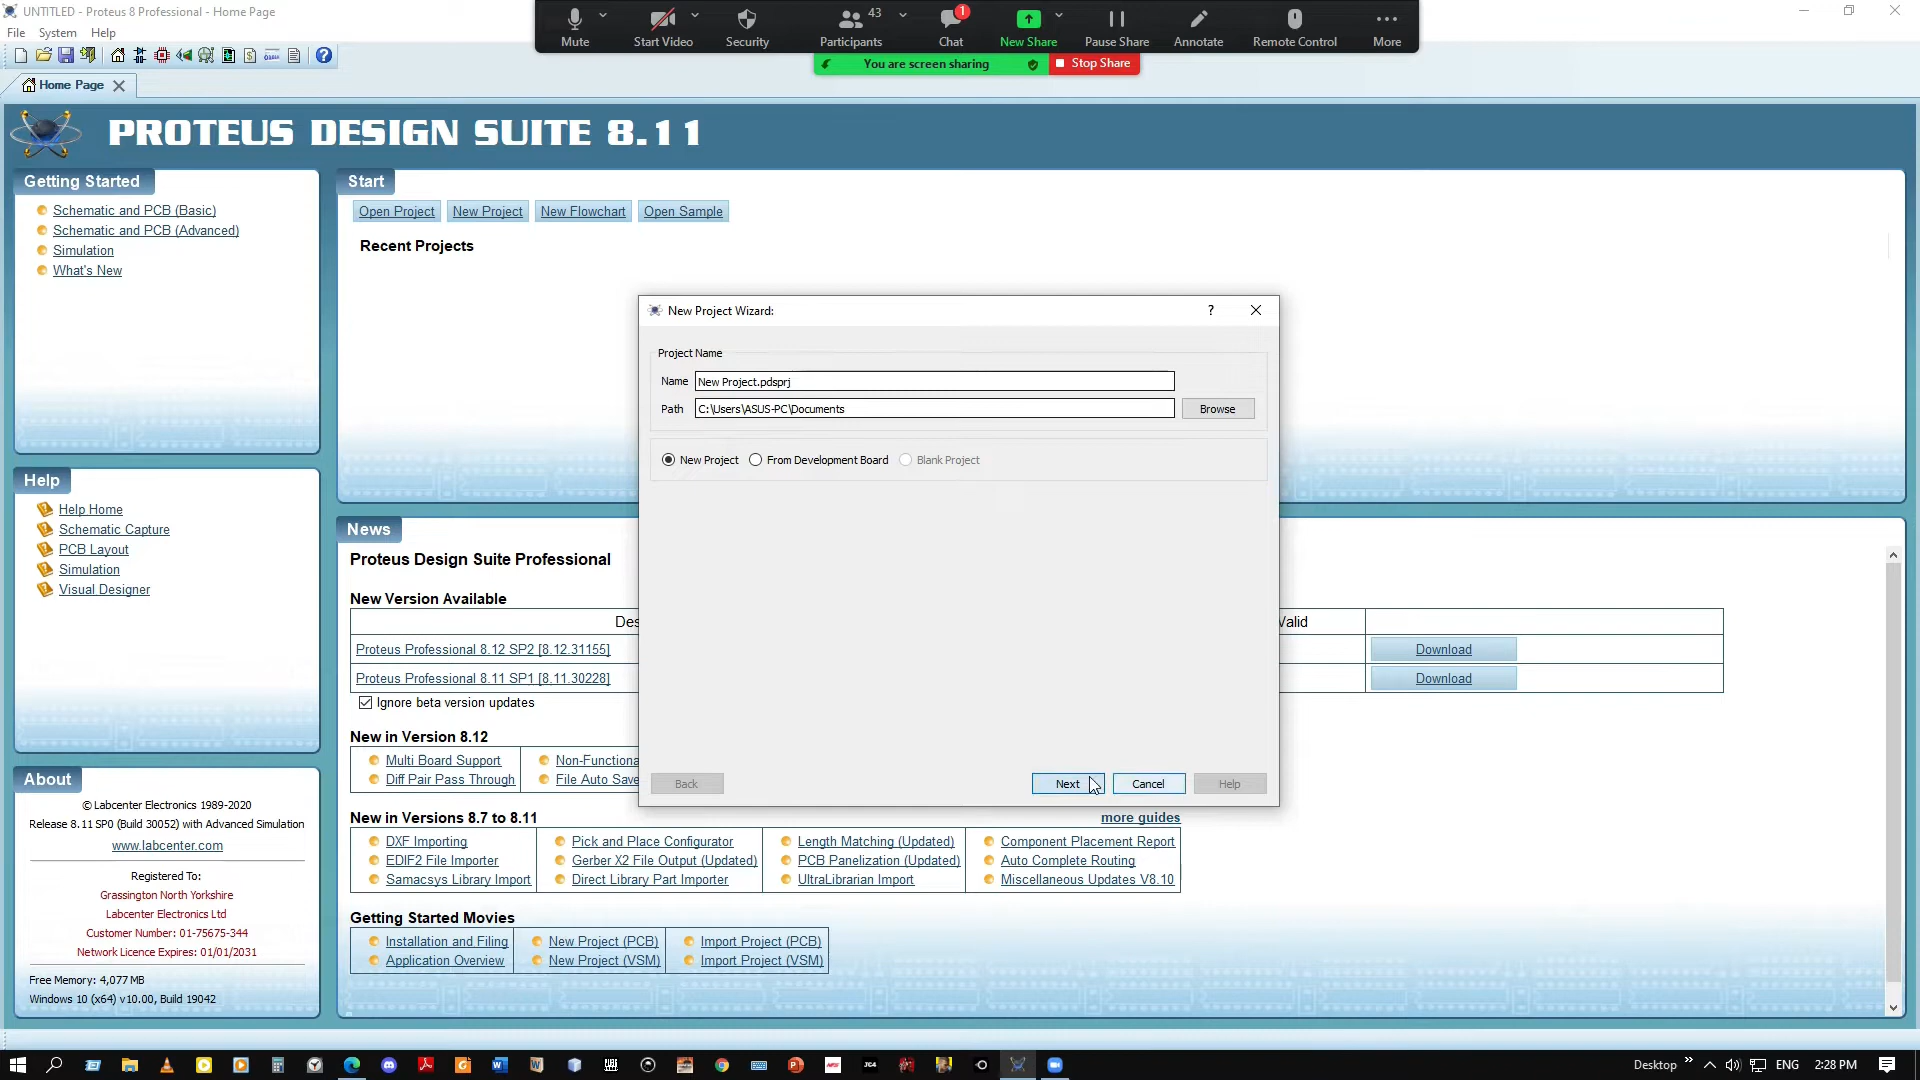 UNTITLED - Proteus 8 Professional - Home Page
File System Help
Mute
Start Video
Security
Participants 43
Chat 1
New Share
Pause Share
Annotate
Remote Control
More
You are screen sharing
Stop Share
Home Page
PROTEUS DESIGN SUITE 8.11
Getting Started
Schematic and PCB (Basic)
Schematic and PCB (Advanced)
Simulation
What's New
Start
Open Project New Project New Flowchart Open Sample
Recent Projects
New Project Wizard:
?
Project Name
Name New Project.pdsprj
Path C:\Users\ASUS-PC\Documents Browse
New Project From Development Board Blank Project
Back Next Cancel Help
Help
Help Home
Schematic Capture
PCB Layout
Simulation
Visual Designer
News
Proteus Design Suite Professional
New Version Available
Des Valid
Proteus Professional 8.12 SP2 [8.12.31155] Download
Proteus Professional 8.11 SP1 [8.11.30228] Download
Ignore beta version updates
New in Version 8.12
Multi Board Support Non-Functiona
Diff Pair Pass Through File Auto Save
New in Versions 8.7 to 8.11 more guides
DXF Importing Pick and Place Configurator Length Matching (Updated) Component Placement Report
EDIF2 File Importer Gerber X2 File Output (Updated) PCB Panelization (Updated) Auto Complete Routing
Samacsys Library Import Direct Library Part Importer UltraLibrarian Import Miscellaneous Updates V8.10
Getting Started Movies
Installation and Filing New Project (PCB) Import Project (PCB)
Application Overview New Project (VSM) Import Project (VSM)
About
© Labcenter Electronics 1989-2020
Release 8.11 SP0 (Build 30052) with Advanced Simulation
www.labcenter.com
Registered To:
Grassington North Yorkshire
Labcenter Electronics Ltd
Customer Number: 01-75675-344
Network Licence Expires: 01/01/2031
Free Memory: 4,077 MB
Windows 10 (x64) v10.00, Build 19042
Desktop ENG 2:28 PM